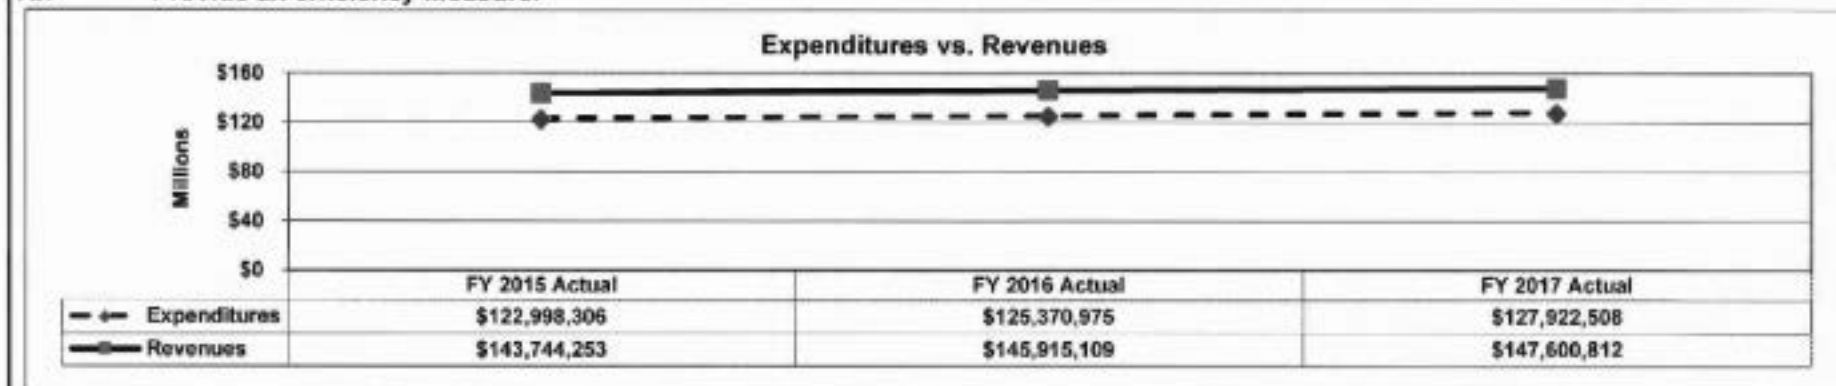 Expenditures vs. Revenues
$160
$120
$80
$40
$0
Millions
FY 2015 Actual FY 2016 Actual FY 2017 Actual
Expenditures $122,998,306 $125,370,975 $127,922,508
Revenues $143,744,253 $145,915,109 $147,600,812